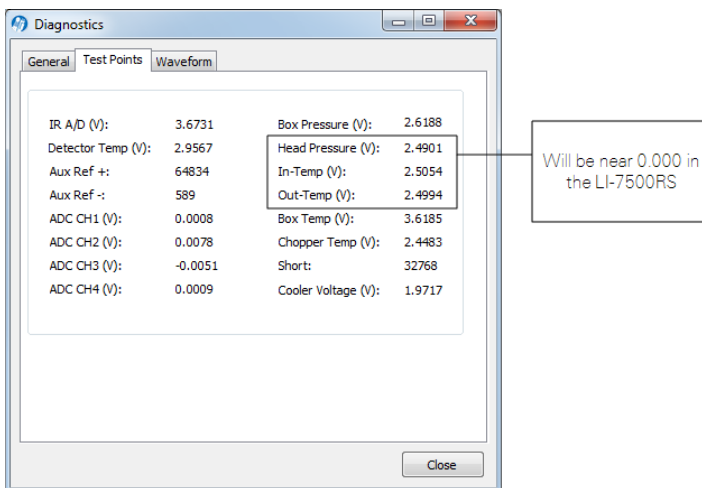 Diagnostics
General Test Points Waveform
IR A/D (V): 3.6731 Box Pressure (V): 2.6188
Detector Temp (V): 2.9567 Head Pressure (V): 2.4901
Aux Ref +: 64834 In-Temp (V): 2.5054
Aux Ref -: 589 Out-Temp (V): 2.4994
ADC CH1 (V): 0.0008 Box Temp (V): 3.6185
ADC CH2 (V): 0.0078 Chopper Temp (V): 2.4483
ADC CH3 (V): -0.0051 Short: 32768
ADC CH4 (V): 0.0009 Cooler Voltage (V): 1.9717
Will be near 0.000 in
the LI-7500RS
Close